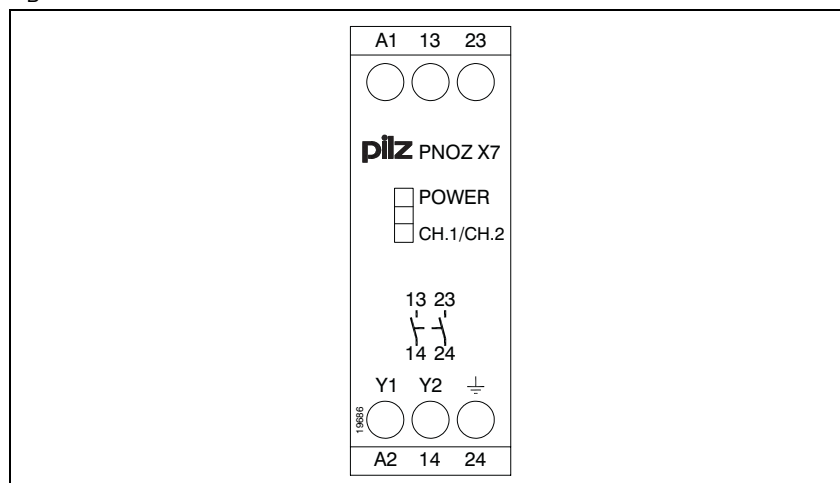 A1 13 23
pilz PNOZ X7
POWER
CH.1/CH.2
13 23
14 24
Y1 Y2
19686
A2 14 24